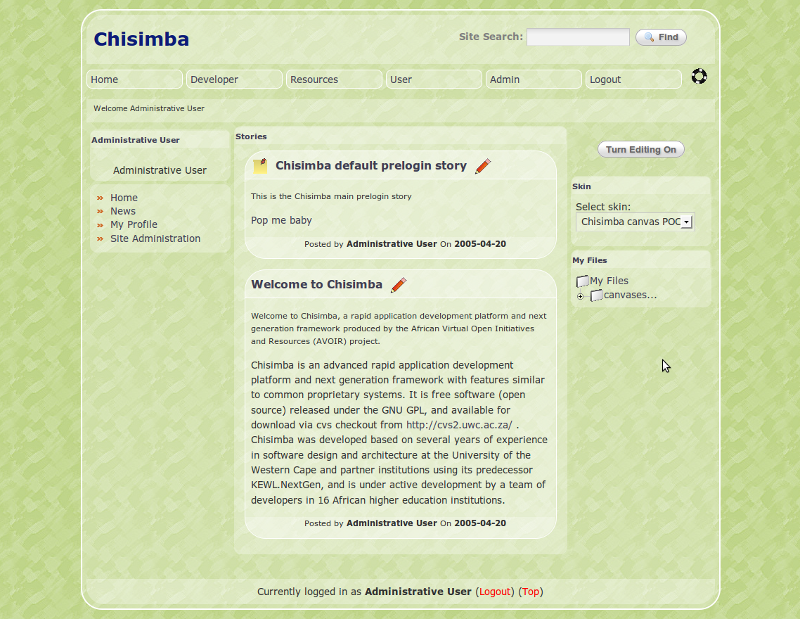 Chisimba
Site Search:
Find
Home
Developer
Resources
User
Admin
Logout
Welcome Administrative User
Administrative User
Administrative User
» Home
» News
» My Profile
» Site Administration
Stories
Chisimba default prelogin story
This is the Chisimba main prelogin story
Pop me baby
Posted by Administrative User On 2005-04-20
Welcome to Chisimba
Welcome to Chisimba, a rapid application development platform and next
generation framework produced by the African Virtual Open Initiatives
and Resources (AVOIR) project.
Chisimba is an advanced rapid application development
platform and next generation framework with features similar
to common proprietary systems. It is free software (open
source) released under the GNU GPL, and available for
download via cvs checkout from http://cvs2.uwc.ac.za/ .
Chisimba was developed based on several years of experience
in software design and architecture at the University of the
Western Cape and partner institutions using its predecessor
KEWL.NextGen, and is under active development by a team of
developers in 16 African higher education institutions.
Posted by Administrative User On 2005-04-20
Turn Editing On
Skin
Select skin:
Chisimba canvas POC
My Files
My Files
canvases...
Currently logged in as Administrative User (Logout) (Top)